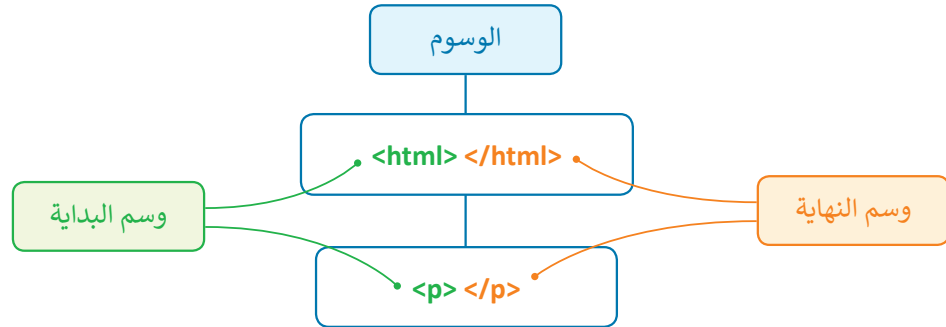 الوسوم
<html> </html>
وسم البداية
وسم النهاية
<p> </p>